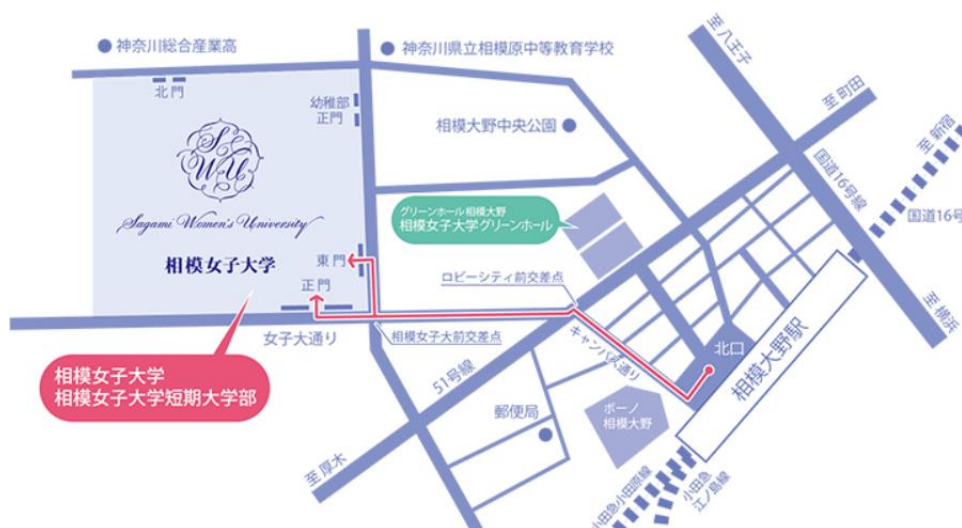 神奈川総合産業高
神奈川県立相模原中等教育学校
至八王子
至町田
至新宿
北門
幼稚部
正門
相模大野中央公園
国道16号線
国道16号
SWU
Sagami Women's University
グリーンホール相模大野
相模女子大学グリーンホール
相模女子大学
東門
正門
ロビーシティ前交差点
至横浜
女子大通り
相模女子大前交差点
キャンパス通り
北口
相模大野駅
51号線
相模女子大学
相模女子大学短期大学部
郵便局
ボーノ
相模大野
至厚木
小田急小田原線
小田急
江ノ島線